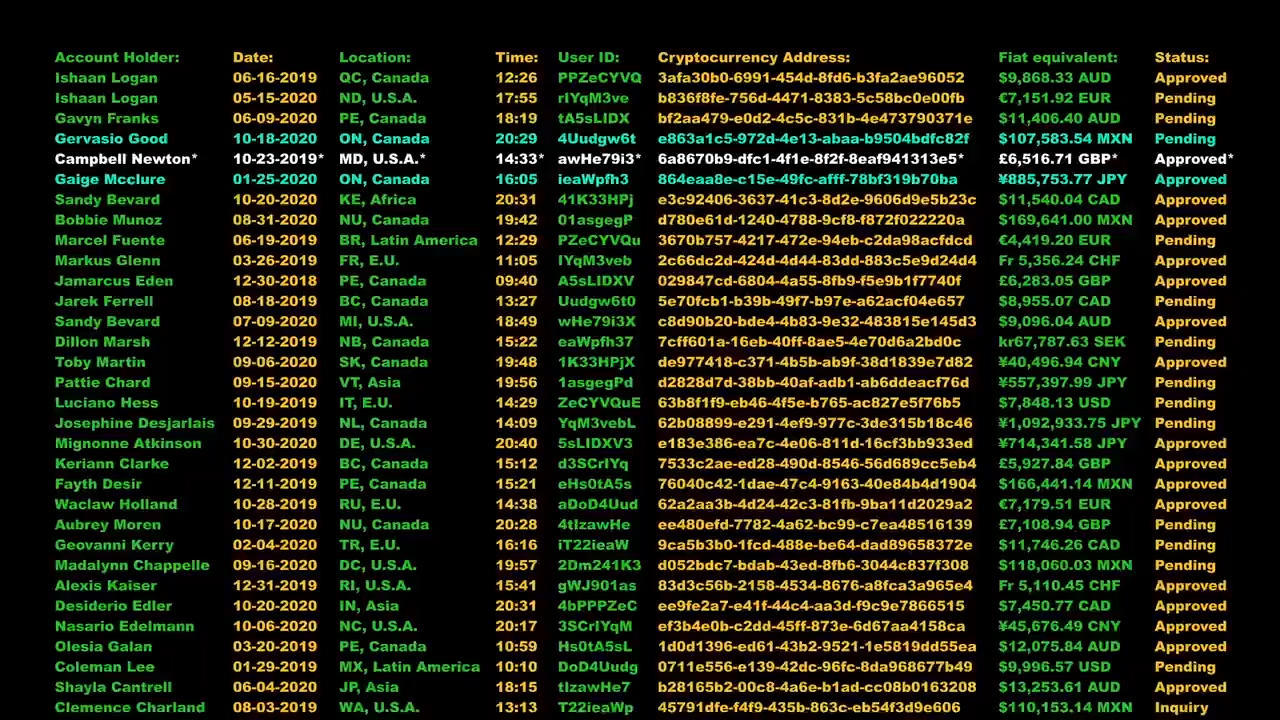 Account Holder: Date: Location: Time: User ID: Cryptocurrency Address: Fiat equivalent: Status:
Ishaan Logan 06-16-2019 QC, Canada 12:26 PPZeCYVQ 3afa30b0-6991-454d-8fd6-b3fa2ae96052 $9,868.33 AUD Approved
Ishaan Logan 05-15-2020 ND, U.S.A. 17:55 rIYqM3ve b836f8fe-756d-4471-8383-5c58bc0e00fb €7,151.92 EUR Pending
Gavyn Franks 06-09-2020 PE, Canada 18:19 tA5sLIDX bf2aa479-e0d2-4c5c-831b-4e473790371e $11,406.40 AUD Pending
Gervasio Good 10-18-2020 ON, Canada 20:29 4Uudgw6t e863a1c5-972d-4e13-abaa-b9504bdfc82f $107,583.54 MXN Pending
Campbell Newton* 10-23-2019* MD, U.S.A.* 14:33* awHe79i3* 6a8670b9-dfc1-4f1e-8f2f-8eaf941313e5* £6,516.71 GBP* Approved*
Gaige Mcclure 01-25-2020 ON, Canada 16:05 ieaWpfh3 864eaa8e-c15e-49fc-afff-78bf319b70ba ¥885,753.77 JPY Approved
Sandy Bevard 10-20-2020 KE, Africa 20:31 41K33HPj e3c92406-3637-41c3-8d2e-9606d9e5b23c $11,540.04 CAD Approved
Bobbie Munoz 08-31-2020 NU, Canada 19:42 01asgegP d780e61d-1240-4788-9cf8-f872f022220a $169,641.00 MXN Pending
Marcel Fuente 06-19-2019 BR, Latin America 12:29 PZeCYVQu 3670b757-4217-472e-94eb-c2da98acfdcd €4,419.20 EUR Pending
Markus Glenn 03-26-2019 FR, E.U. 11:05 IYqM3veb 2c66dc2d-424d-4d44-83dd-883c5e9d24d4 Fr 5,356.24 CHF Approved
Jamarcus Eden 12-30-2018 PE, Canada 09:40 A5sLIDXV 029847cd-6804-4a55-8fb9-f5e9b1f7740f £6,283.05 GBP Approved
Jarek Ferrell 08-18-2019 BC, Canada 13:27 Uudgw6t0 5e70fcb1-b39b-49f7-b97e-a62acf04e657 $8,955.07 CAD Pending
Sandy Bevard 07-09-2020 MI, U.S.A. 18:49 wHe79i3X c8d90b20-bde4-4b83-9e32-483815e145d3 $9,096.04 AUD Approved
Dillon Marsh 12-12-2019 NB, Canada 15:22 eaWpfh37 7cff601a-16eb-40ff-8ae5-4e70d6a2bd0c kr67,787.63 SEK Pending
Toby Martin 09-06-2020 SK, Canada 19:48 1K33HPjX de977418-c371-4b5b-ab9f-38d1839e7d82 ¥40,496.94 CNY Approved
Pattie Chard 09-15-2020 VT, Asia 19:56 1asgegPd d2828d7d-38bb-40af-adb1-ab6ddeacf76d ¥557,397.99 JPY Pending
Luciano Hess 10-19-2019 IT, E.U. 14:29 ZeCYVQuE 63b8f1f9-eb46-4f5e-b765-ac827e5f76b5 $7,848.13 USD Pending
Josephine Desjarlais 09-29-2019 NL, Canada 14:09 YqM3vebL 62b08899-e291-4ef9-977c-3de315b18c46 ¥1,092,933.75 JPY Pending
Mignonne Atkinson 10-30-2020 DE, U.S.A. 20:40 5sLIDXV3 e183e386-ea7c-4e06-811d-16cf3bb933ed ¥714,341.58 JPY Approved
Keriann Clarke 12-02-2019 BC, Canada 15:12 d3SCrIYq 7533c2ae-ed28-490d-8546-56d689cc5eb4 £5,927.84 GBP Approved
Fayth Desir 12-11-2019 PE, Canada 15:21 eHs0tA5s 76040c42-1dae-47c4-9163-40e84b4d1904 $166,441.14 MXN Approved
Waclaw Holland 10-28-2019 RU, E.U. 14:38 aDoD4Uud 62a2aa3b-4d24-42c3-81fb-9ba11d2029a2 €7,179.51 EUR Approved
Aubrey Moren 10-17-2020 NU, Canada 20:28 4tIzawHe ee480efd-7782-4a62-bc99-c7ea48516139 £7,108.94 GBP Pending
Geovanni Kerry 02-04-2020 TR, E.U. 16:16 iT22ieaW 9ca5b3b0-1fcd-488e-be64-dad89658372e $11,746.26 CAD Pending
Madalynn Chappelle 09-16-2020 DC, U.S.A. 19:57 2Dm241K3 d052bdc7-bdab-43ed-8fb6-3044c837f308 $118,060.03 MXN Pending
Alexis Kaiser 12-31-2019 RI, U.S.A. 15:41 gWJ901as 83d3c56b-2158-4534-8676-a8fca3a965e4 Fr 5,110.45 CHF Approved
Desiderio Edler 10-20-2020 IN, Asia 20:31 4bPPPZeC ee9fe2a7-e41f-44c4-aa3d-f9c9e7866515 $7,450.77 CAD Approved
Nasario Edelmann 10-06-2020 NC, U.S.A. 20:17 3SCrIYqM ef3b4e0b-c2dd-45ff-873e-6d67aa4158ca ¥45,676.49 CNY Approved
Olesia Galan 03-20-2019 PE, Canada 10:59 Hs0tA5sL 1d0d1396-ed61-43b2-9521-1e5819dd55ea $12,075.84 AUD Approved
Coleman Lee 01-29-2019 MX, Latin America 10:10 DoD4Uudg 0711e556-e139-42dc-96fc-8da968677b49 $9,996.57 USD Pending
Shayla Cantrell 06-04-2020 JP, Asia 18:15 tIzawHe7 b28165b2-00c8-4a6e-b1ad-cc08b0163208 $13,253.61 AUD Approved
Clemence Charland 08-03-2019 WA, U.S.A. 13:13 T22ieaWp 45791dfe-f4f9-435b-863c-eb54f3d9e606 $110,153.14 MXN Inquiry